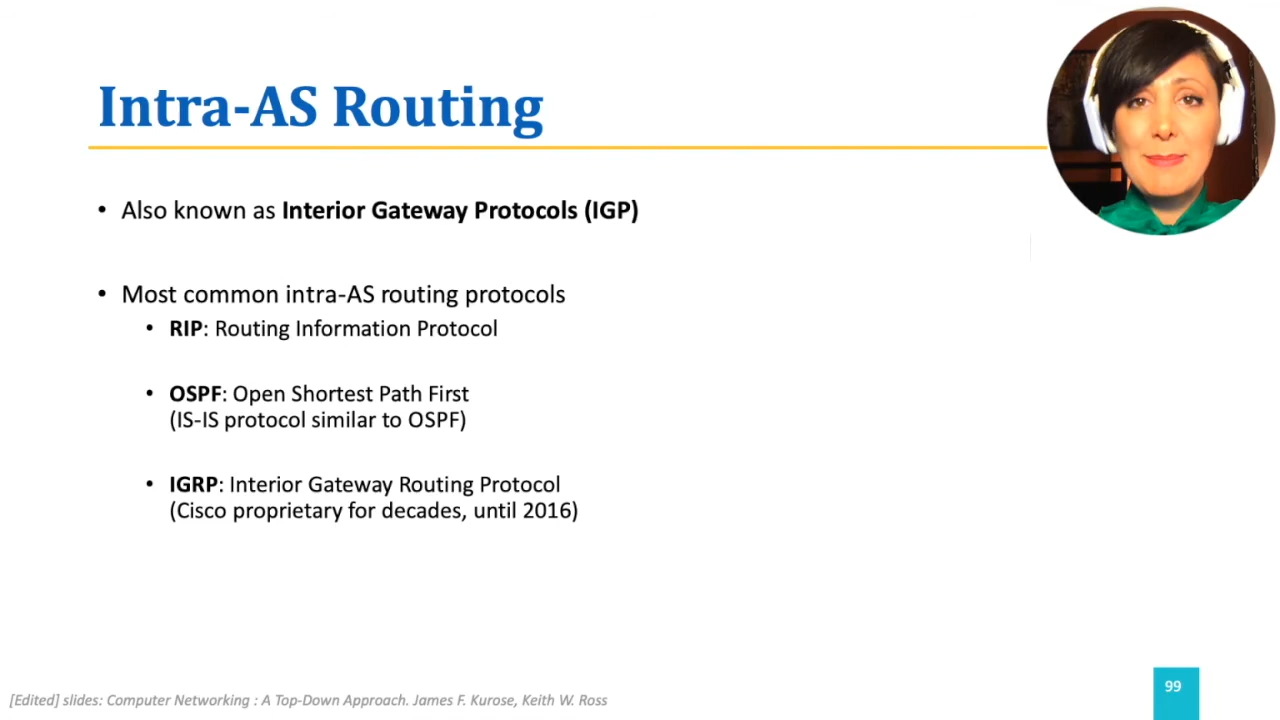 Intra-AS Routing
• Also known as Interior Gateway Protocols (IGP)
• Most common intra-AS routing protocols
• RIP: Routing Information Protocol
• OSPF: Open Shortest Path First
(IS-IS protocol similar to OSPF)
• IGRP: Interior Gateway Routing Protocol
(Cisco proprietary for decades, until 2016)
[Edited] slides: Computer Networking : A Top-Down Approach. James F. Kurose, Keith W. Ross
99